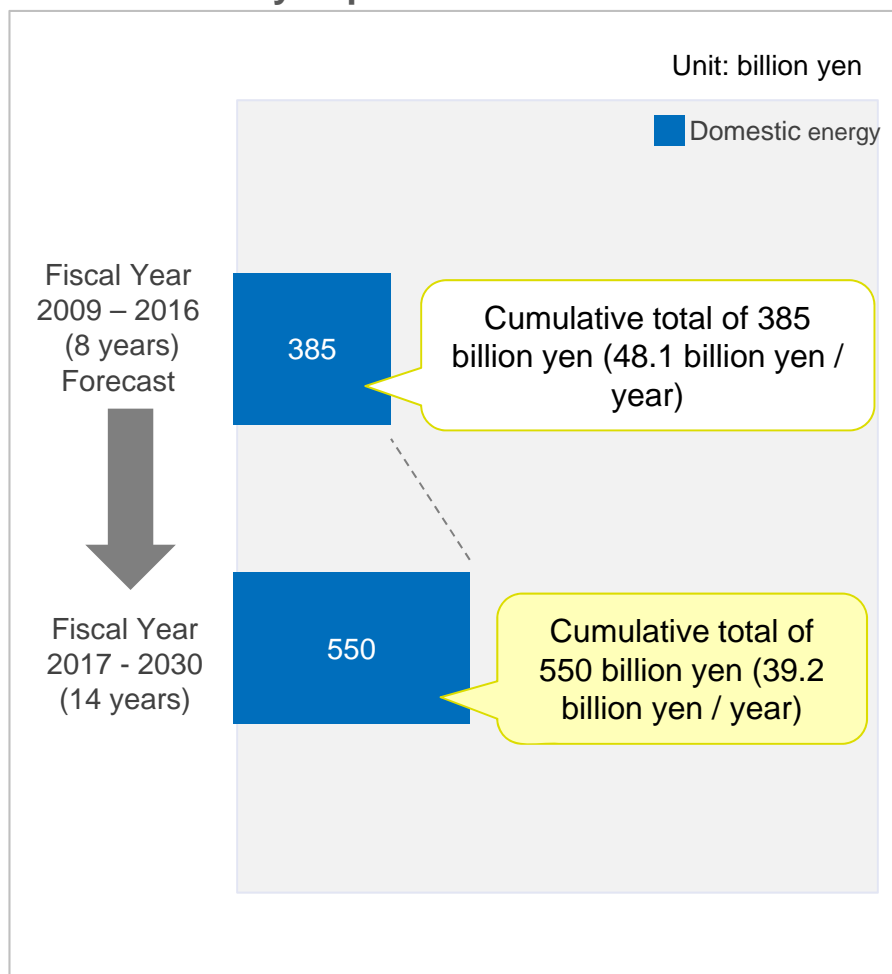 Unit: billion yen
Domestic energy
Fiscal Year
2009 – 2016
(8 years)
Forecast
385
Cumulative total of 385
billion yen (48.1 billion yen /
year)
Fiscal Year
2017 - 2030
(14 years)
550
Cumulative total of
550 billion yen (39.2
billion yen / year)